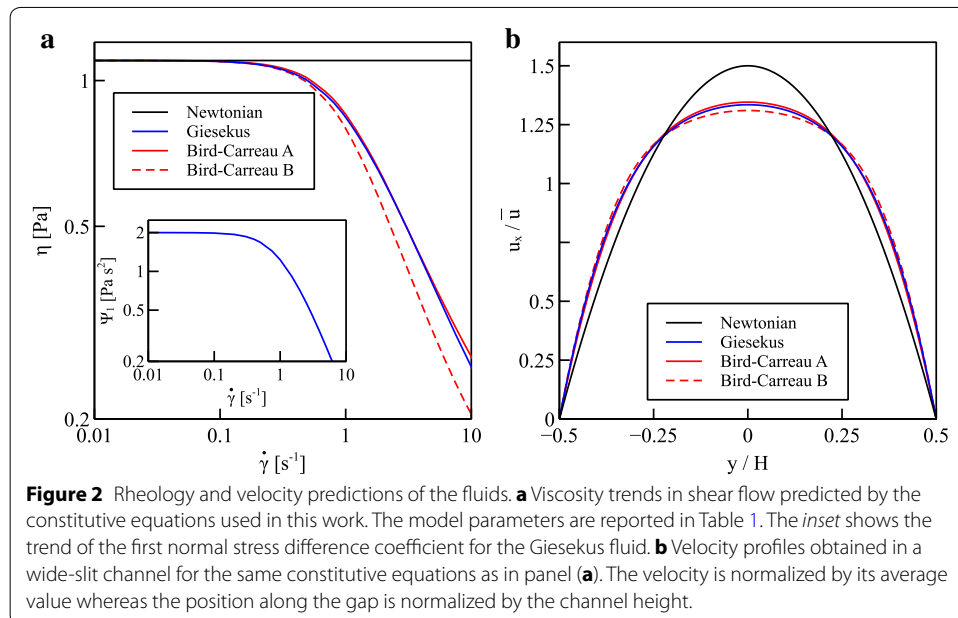 a
1
0.5
0.2
η [Pa]
Newtonian
Giesekus
Bird-Carreau A
Bird-Carreau B
2
1
0.5
0.2
Ψ₁ [Pa s²]
0.01 0.1 1 10
γ̇ [s⁻¹]
0.01 0.1 1 10
γ̇ [s⁻¹]
b
1.5
1.25
1
0.5
0.25
0
uₓ / u̅
Newtonian
Giesekus
Bird-Carreau A
Bird-Carreau B
−0.5 −0.25 0 0.25 0.5
y / H
Figure 2 Rheology and velocity predictions of the fluids. a Viscosity trends in shear flow predicted by the
constitutive equations used in this work. The model parameters are reported in Table 1. The inset shows the
trend of the first normal stress difference coefficient for the Giesekus fluid. b Velocity profiles obtained in a
wide-slit channel for the same constitutive equations as in panel (a). The velocity is normalized by its average
value whereas the position along the gap is normalized by the channel height.